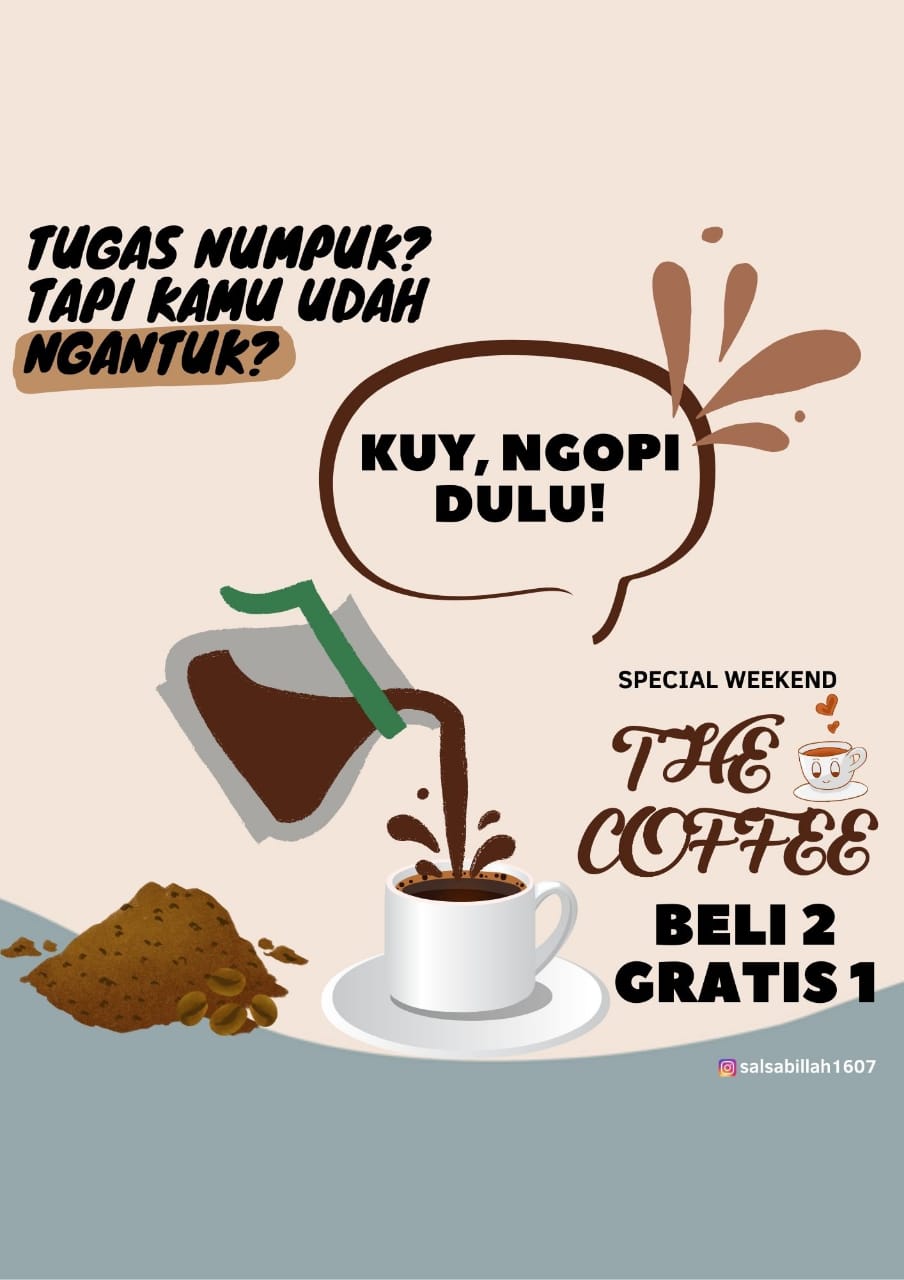 TUGAS NUMPUK?
TAPI KAMU UDAH
NGANTUK?
KUY, NGOPI
DULU!
SPECIAL WEEKEND
THE
COFFEE
BELI 2
GRATIS 1
salsabillah1607